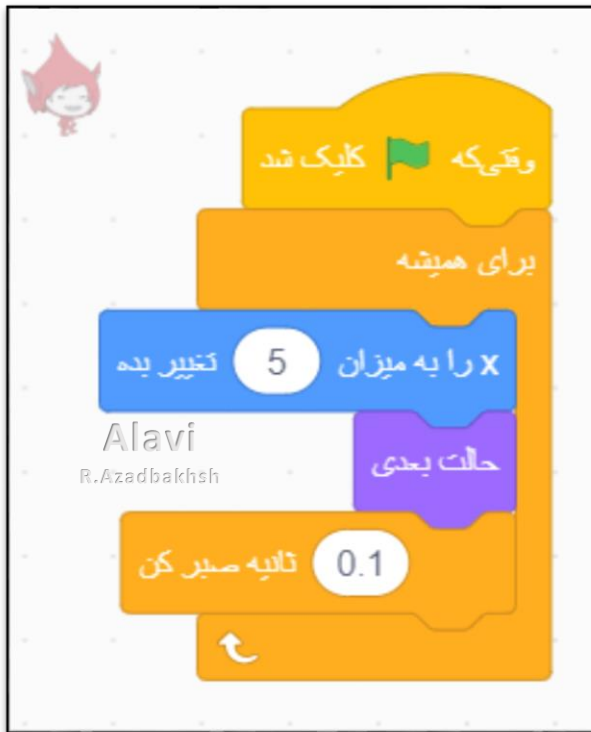 وقتی‌که کلیک شد
برای همیشه
x را به میزان 5 تغییر بده
Alavi
حالت بعدی
R.Azadbakhsh
0.1 ثانیه صبر کن